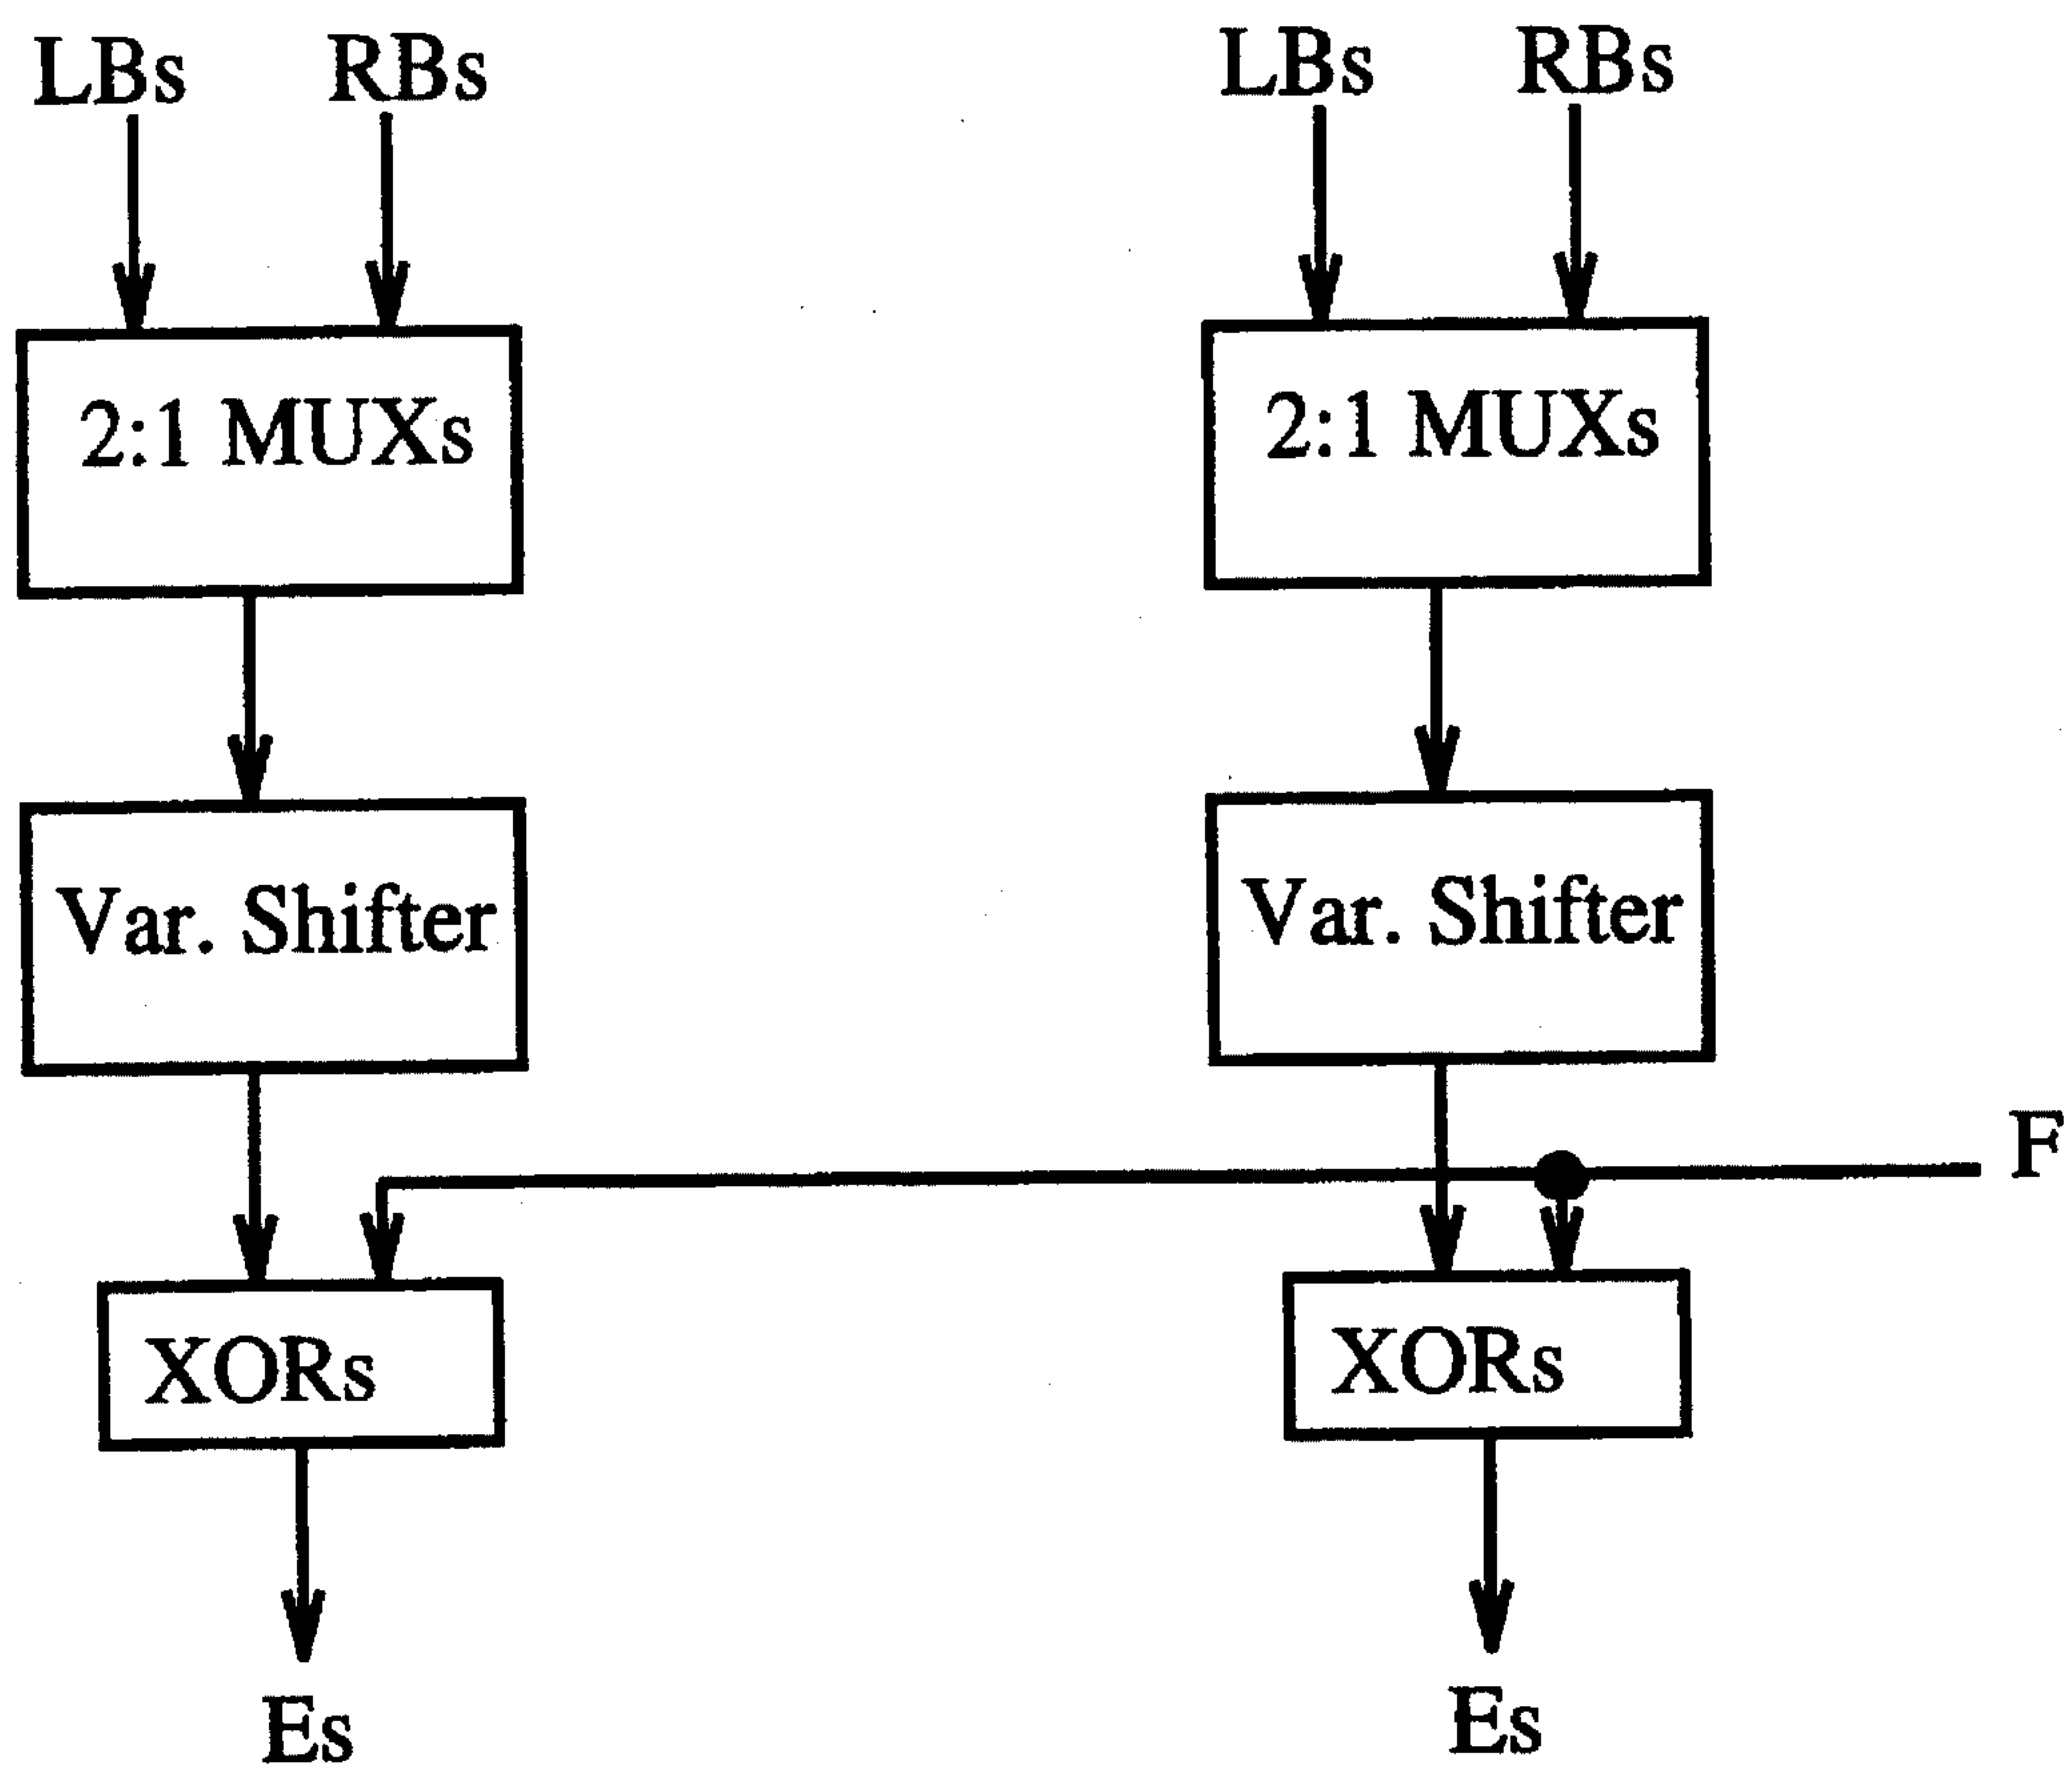 LBs RBs LBs RBs
2:1 MUXs 2:1 MUXs
Var. Shifter Var. Shifter
F
XORs XORs
Es Es